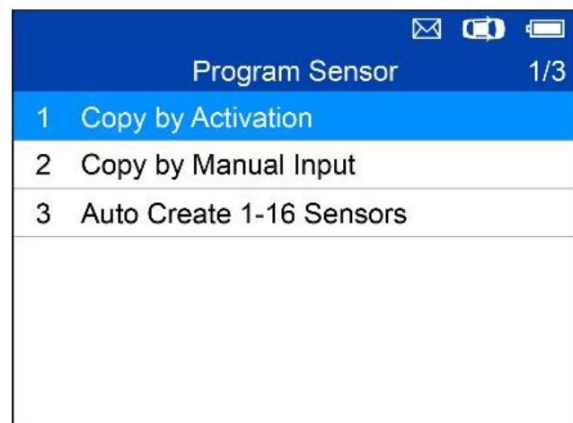 Program Sensor 1/3
1 Copy by Activation
2 Copy by Manual Input
3 Auto Create 1-16 Sensors